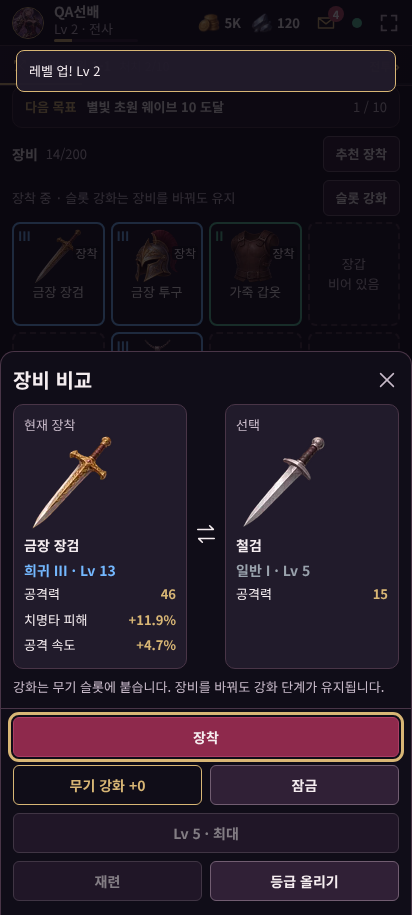 QA선배
Lv 2 · 전사
5K
120
4
레벨 업! Lv 2
다음 목표 별빛 초원 웨이브 10 도달 1 / 10
장비 14/200
추천 장착
장착 중 · 슬롯 강화는 장비를 바꿔도 유지
슬롯 강화
III 장착
금장 장검
III 장착
금장 투구
II 장착
가죽 갑옷
장갑
비어 있음
III
장비 비교
현재 장착
금장 장검
희귀 III · Lv 13
공격력 46
치명타 피해 +11.9%
공격 속도 +4.7%
선택
철검
일반 I · Lv 5
공격력 15
강화는 무기 슬롯에 붙습니다. 장비를 바꿔도 강화 단계가 유지됩니다.
장착
무기 강화 +0
잠금
Lv 5 · 최대
재련
등급 올리기